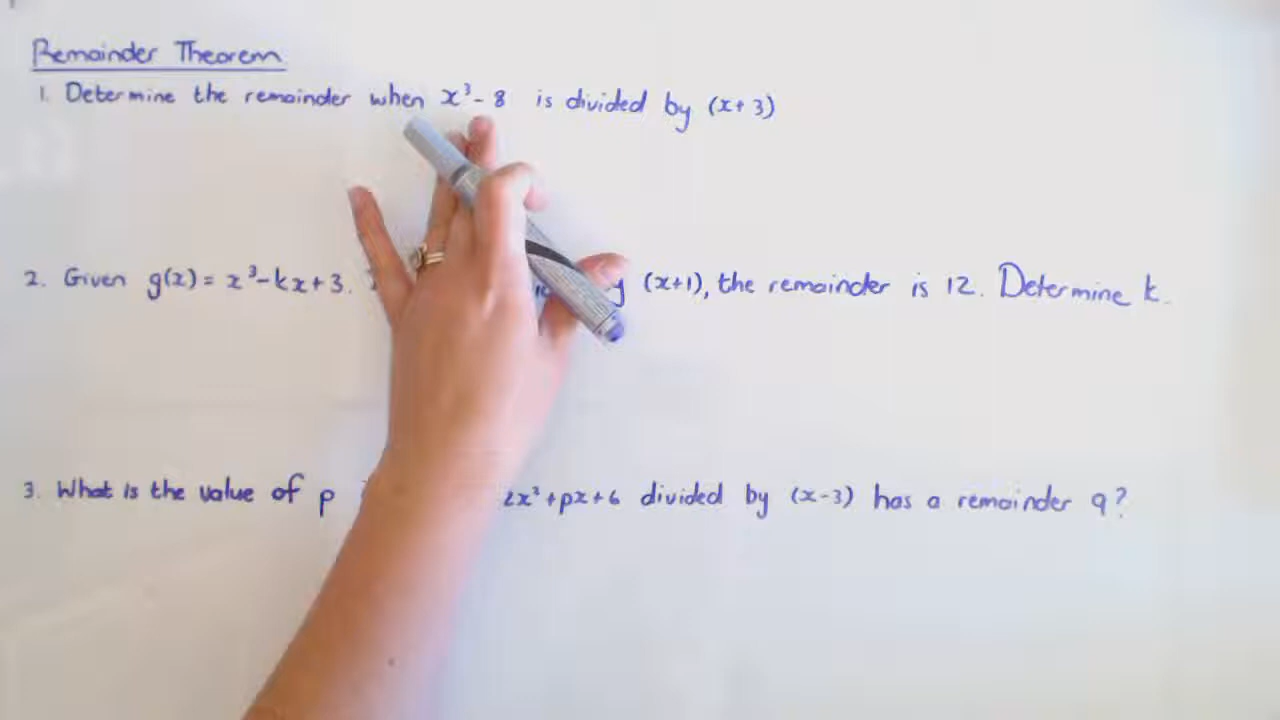 Remainder Theorem
1. Determine the remainder when x³ - 8 is divided by (x + 3)
2. Given g(x) = x³ - kx + 3. (x+1), the remainder is 12. Determine k.
3. What is the value of p 2x² + px + 6 divided by (x-3) has a remainder 9?